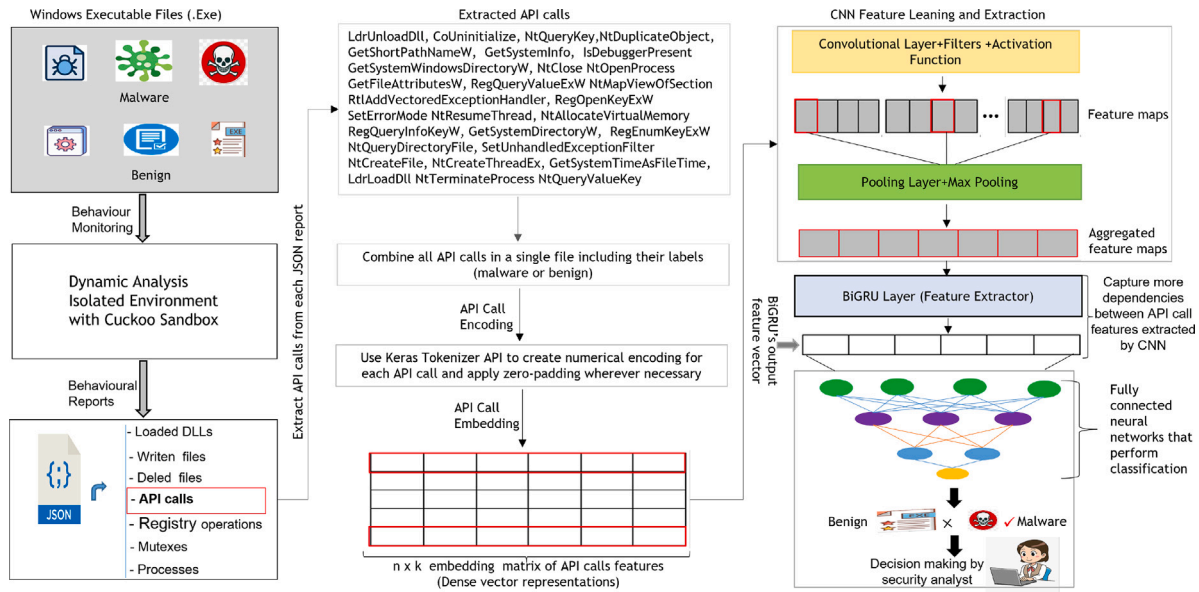 Windows Executable Files (.Exe)
Malware
EXE
Benign
Behaviour
Monitoring
Dynamic Analysis
Isolated Environment
with Cuckoo Sandbox
Behavioural
Reports
{;}
JSON
- Loaded DLLs
- Writen files
- Deled files
- API calls
- Registry operations
- Mutexes
- Processes
Extract API calls from each JSON report
Extracted API calls
LdrUnloadDll, CoUninitialize, NtQueryKey,NtDuplicateObject,
GetShortPathNameW, GetSystemInfo, IsDebuggerPresent
GetSystemWindowsDirectoryW, NtClose NtOpenProcess
GetFileAttributesW, RegQueryValueExW NtMapViewOfSection
RtlAddVectoredExceptionHandler, RegOpenKeyExW
SetErrorMode NtResumeThread, NtAllocateVirtualMemory
RegQueryInfoKeyW, GetSystemDirectoryW, RegEnumKeyExW
NtQueryDirectoryFile, SetUnhandledExceptionFilter
NtCreateFile, NtCreateThreadEx, GetSystemTimeAsFileTime,
LdrLoadDll NtTerminateProcess NtQueryValueKey
Combine all API calls in a single file including their labels
(malware or benign)
API Call
Encoding
Use Keras Tokenizer API to create numerical encoding for
each API call and apply zero-padding wherever necessary
API Call
Embedding
n x k embedding matrix of API calls features
(Dense vector representations)
CNN Feature Leaning and Extraction
Convolutional Layer+Filters +Activation
Function
Feature maps
Pooling Layer+Max Pooling
Aggregated
feature maps
BiGRU Layer (Feature Extractor)
Capture more
dependencies
between API call
features extracted
by CNN
BiGRU's output
feature vector
Fully
connected
neural
networks that
perform
classification
Benign EXE × ✓ Malware
Decision making by
security analyst